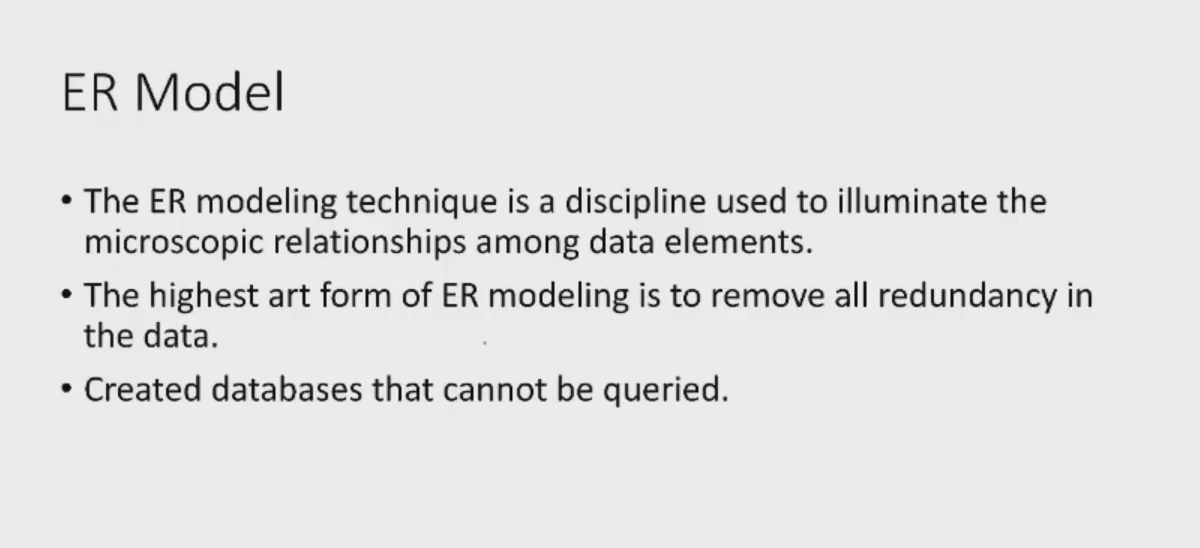 ER Model
• The ER modeling technique is a discipline used to illuminate the
microscopic relationships among data elements.
• The highest art form of ER modeling is to remove all redundancy in
the data.
• Created databases that cannot be queried.